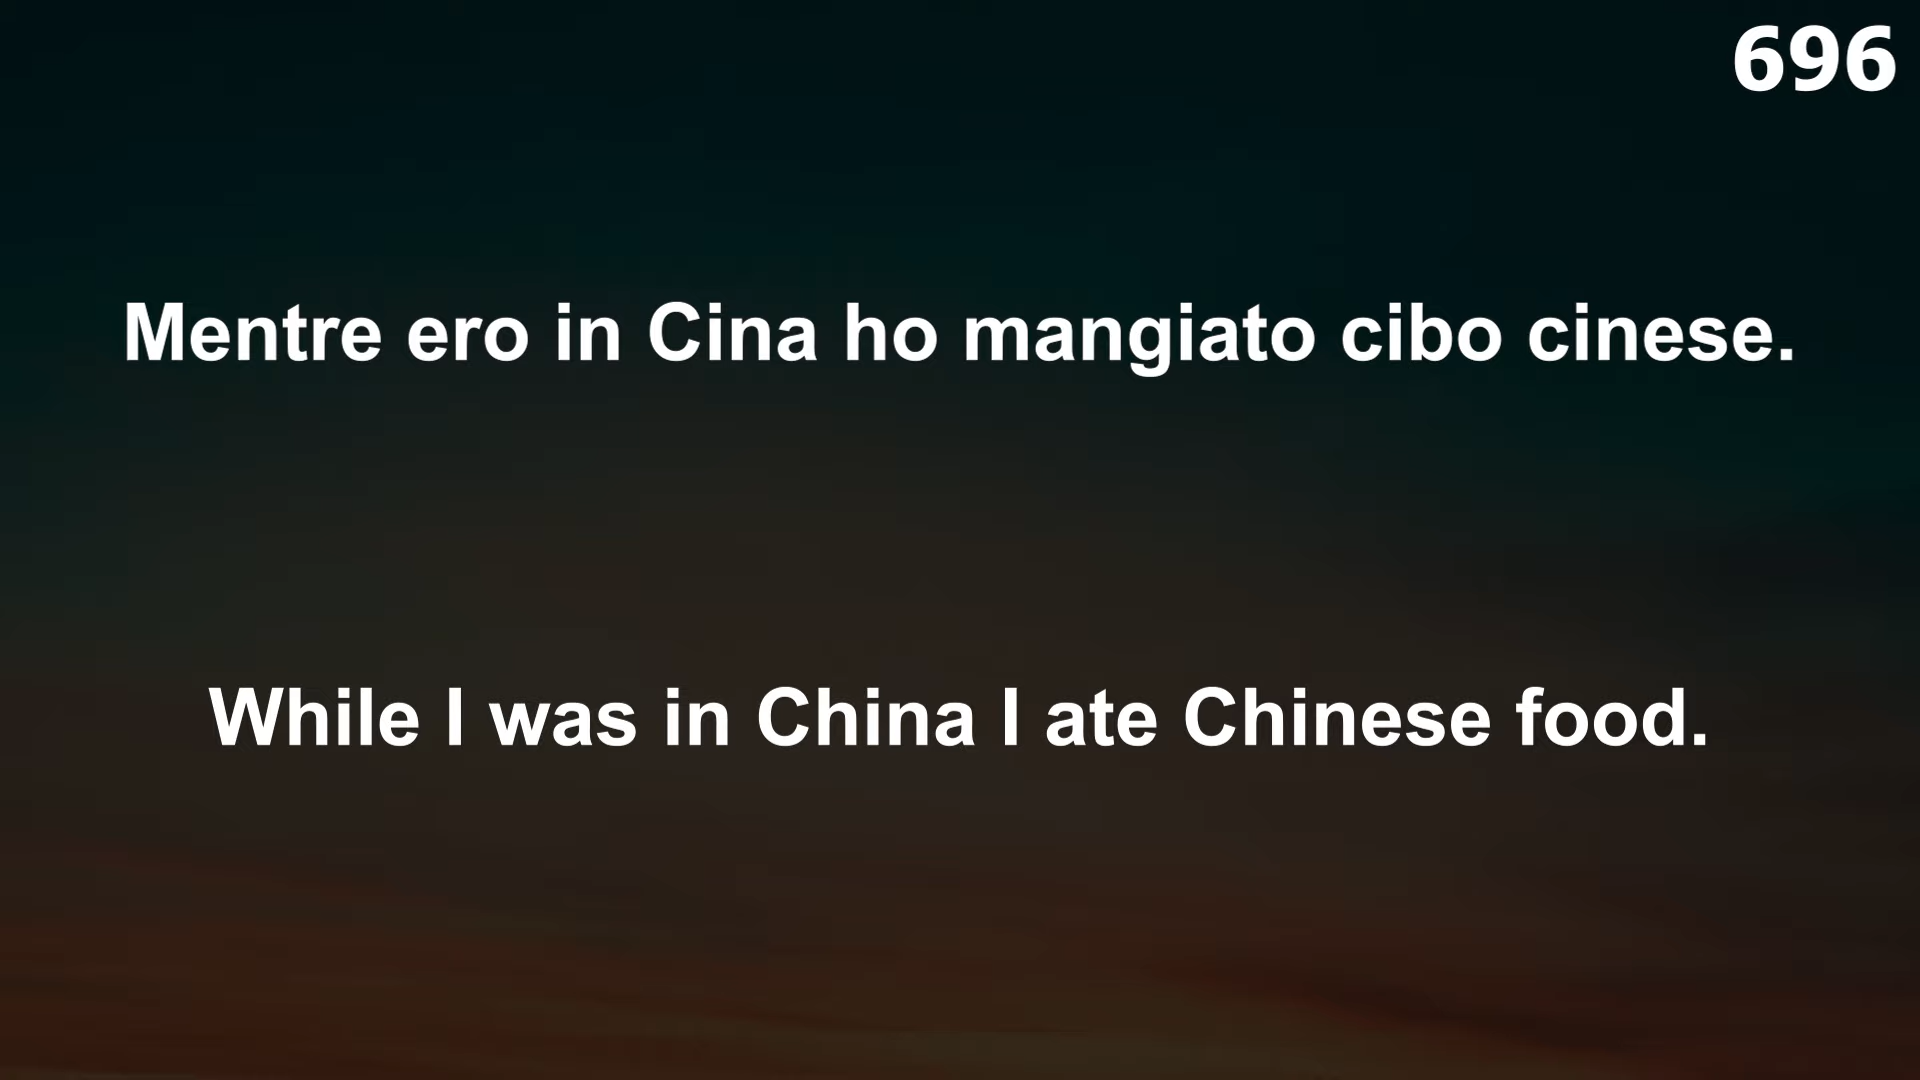 696
Mentre ero in Cina ho mangiato cibo cinese.
While I was in China I ate Chinese food.